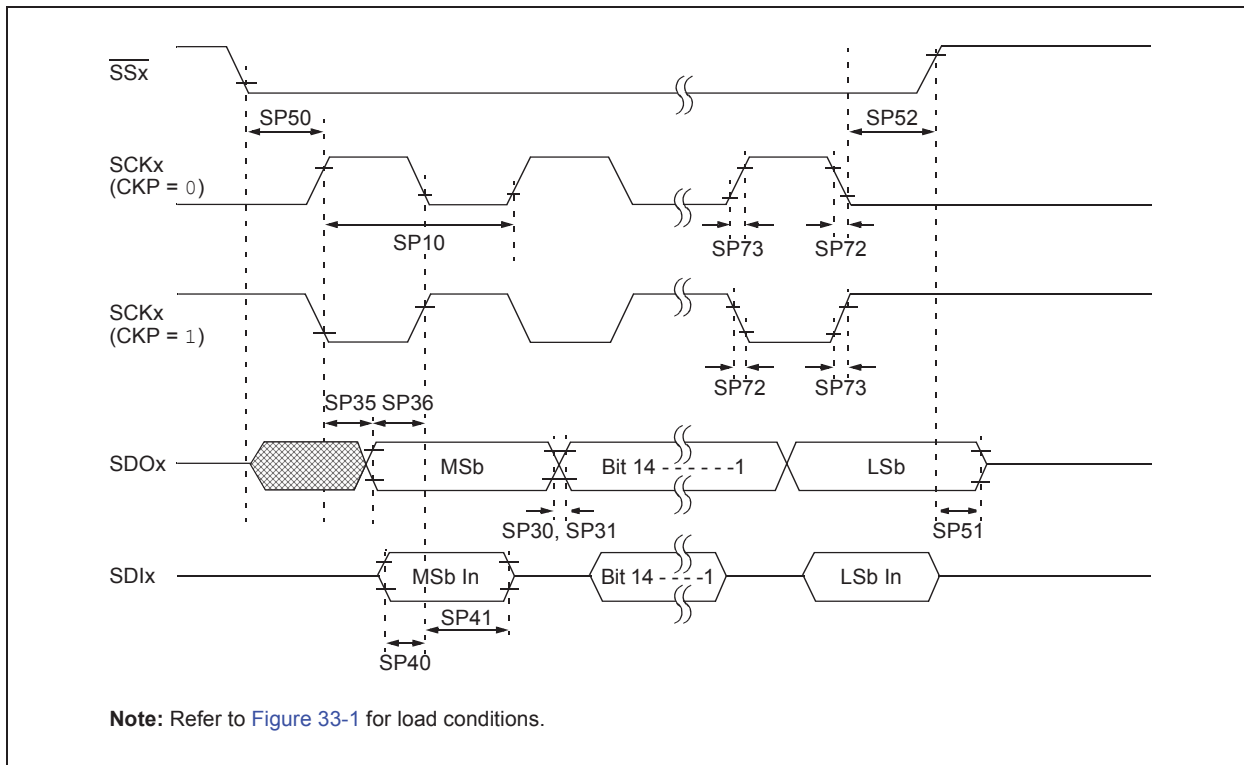 SSx
SP50
SP52
SCKx
(CKP = 0)
SP10
SP73
SP72
SCKx
(CKP = 1)
SP72
SP73
SP35 SP36
SDOx
MSb
Bit 14 - - - - - - -1
LSb
SP30, SP31
SP51
SDIx
MSb In
Bit 14 - - - - -1
LSb In
SP41
SP40
Note: Refer to Figure 33-1 for load conditions.